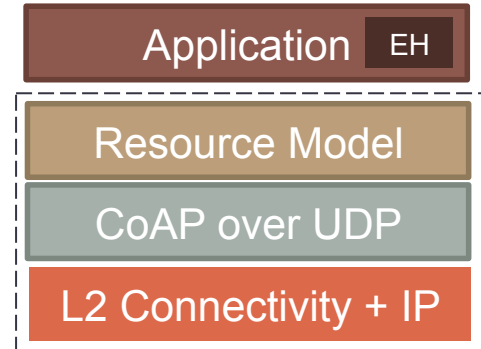 Application EH
Resource Model
CoAP over UDP
L2 Connectivity + IP